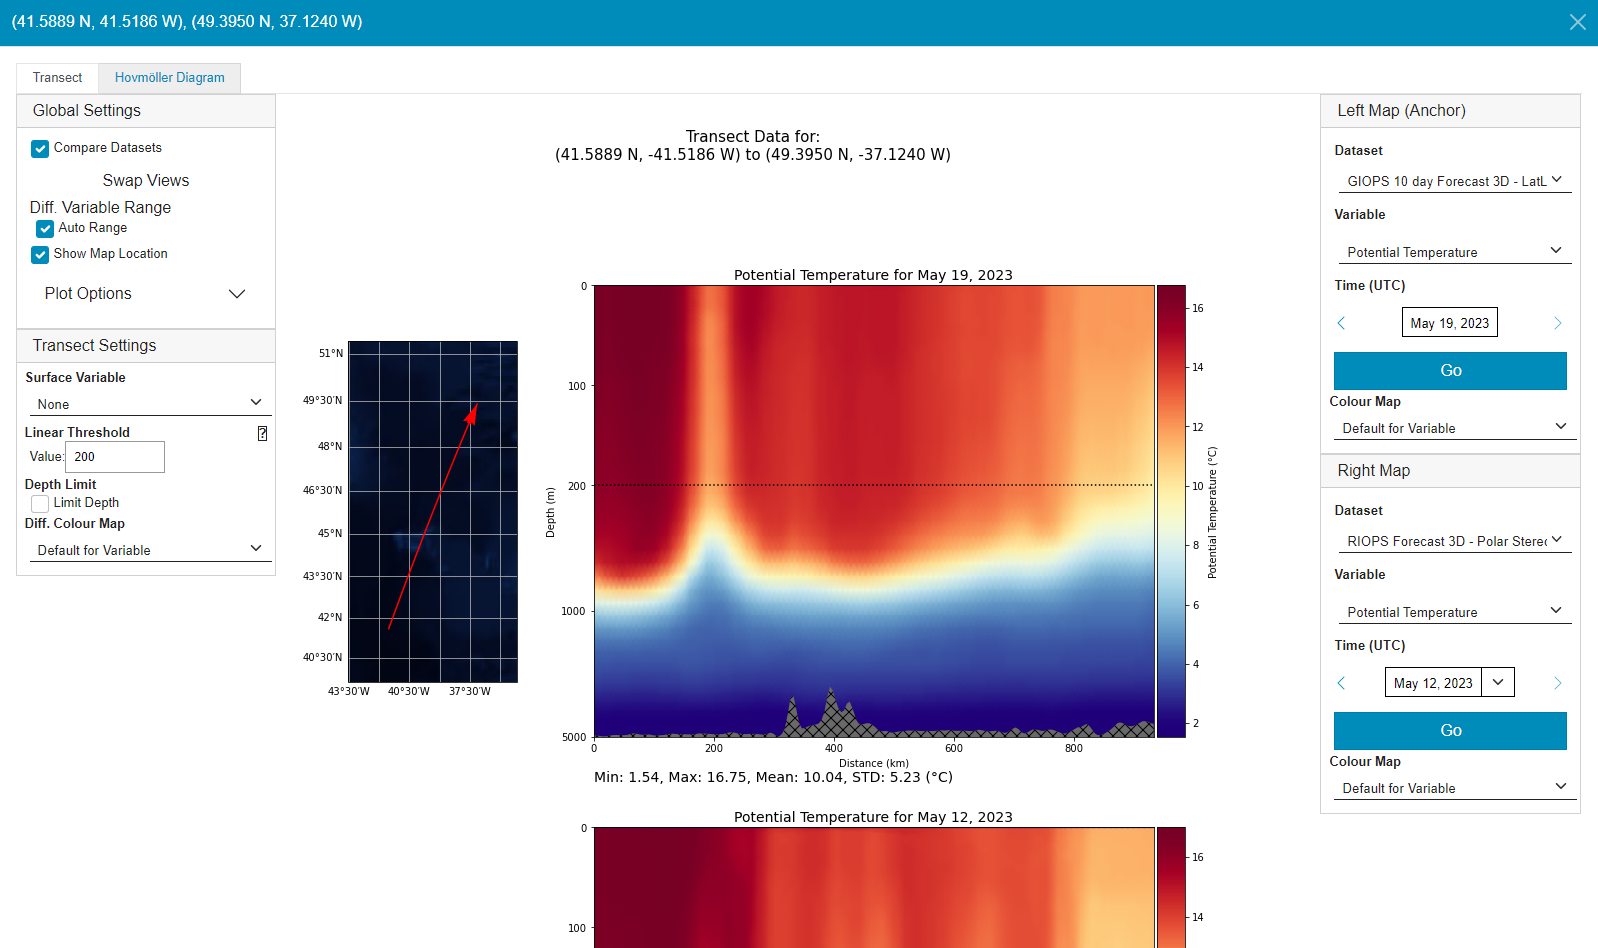 (41.5889 N, 41.5186 W), (49.3950 N, 37.1240 W)
Transect
Hovmöller Diagram
Global Settings
Compare Datasets
Swap Views
Diff. Variable Range
Auto Range
Show Map Location
Plot Options
Transect Settings
Surface Variable
None
Linear Threshold
?
Value:
200
Depth Limit
Limit Depth
Diff. Colour Map
Default for Variable
Transect Data for:
(41.5889 N, -41.5186 W) to (49.3950 N, -37.1240 W)
51°N
49°30′N
48°N
46°30′N
45°N
43°30′N
42°N
40°30′N
43°30′W 40°30′W 37°30′W
Potential Temperature for May 19, 2023
0
100
200
1000
5000
Depth (m)
0 200 400 600 800
Distance (km)
16
14
12
10
8
6
4
2
Potential Temperature (°C)
Min: 1.54, Max: 16.75, Mean: 10.04, STD: 5.23 (°C)
Potential Temperature for May 12, 2023
0
100
16
14
Left Map (Anchor)
Dataset
GIOPS 10 day Forecast 3D - LatL
Variable
Potential Temperature
Time (UTC)
May 19, 2023
Go
Colour Map
Default for Variable
Right Map
Dataset
RIOPS Forecast 3D - Polar Stere
Variable
Potential Temperature
Time (UTC)
May 12, 2023
Go
Colour Map
Default for Variable